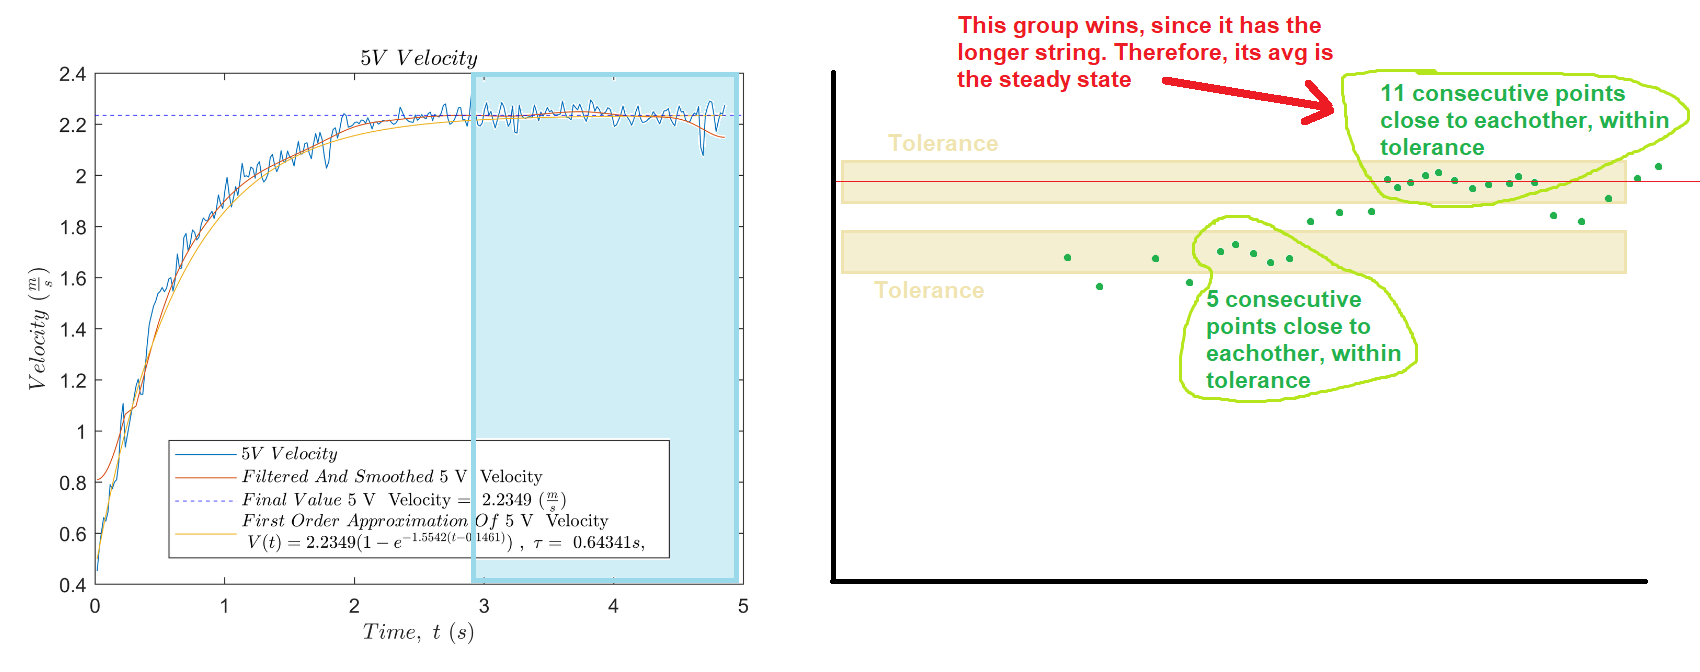 5V Velocity
2.4
2.2
2
1.8
1.6
1.4
1.2
1
0.8
0.6
0.4
Velocity (m/s)
5V Velocity
Filtered And Smoothed 5 V Velocity
Final Value 5 V Velocity = 2.2349 (m/s)
First Order Approximation Of 5 V Velocity
V(t) = 2.2349(1 − e^{−1.5542(t−0.1461)}) , τ = 0.64341s,
0 1 2 3 4 5
Time, t (s)
This group wins, since it has the
longer string. Therefore, its avg is
the steady state
11 consecutive points
close to eachother, within
tolerance
Tolerance
Tolerance
5 consecutive
points close to
eachother, within
tolerance